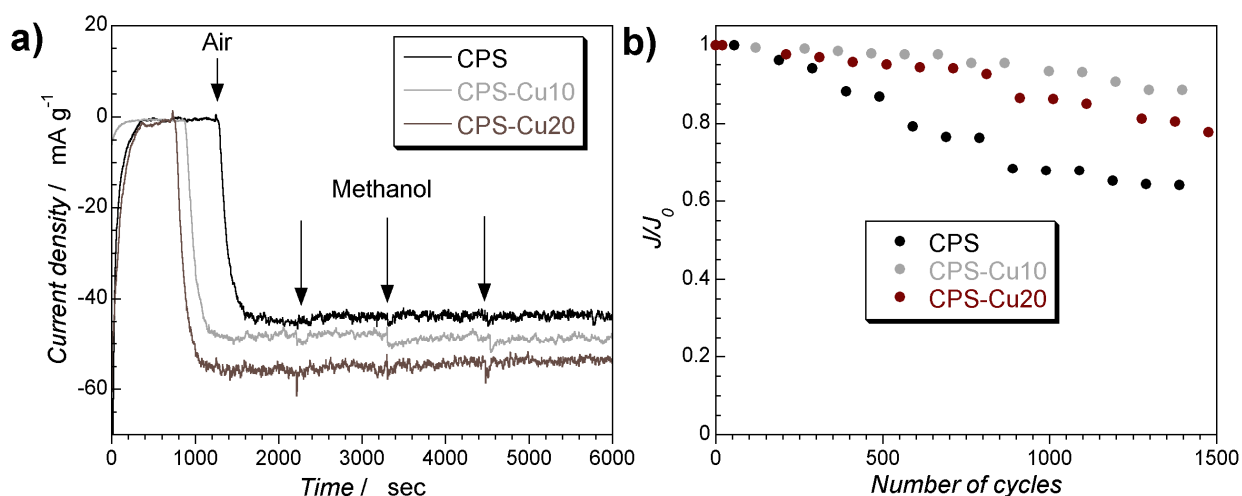 a)
20
0
-20
-40
-60
Current density / mA g⁻¹
Air
CPS
CPS-Cu10
CPS-Cu20
Methanol
0 1000 2000 3000 4000 5000 6000
Time / sec
b)
1
0.8
0.6
0.4
0.2
0
J/J₀
CPS
CPS-Cu10
CPS-Cu20
0 500 1000 1500
Number of cycles